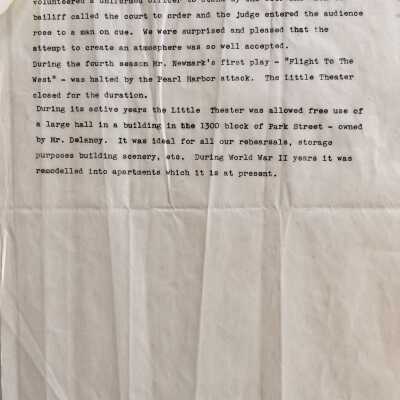 volunteered a uniformed officer to
bailiff called the court to order and the judge entered the audience
rose to a man on cue.  We were surprised and pleased that the
attempt to create an atmosphere was so well accepted.
During the fourth season Mr. Newmark's first play - "Flight To The
West" - was halted by the Pearl Harbor attack.  The Little Theater
closed for the duration.
During its active years the Little Theater was allowed free use of
a large hall in a building in the 1300 block of Park Street - owned
by Mr. Delancy.  It was ideal for all our rehearsals, storage
purposes building scenery, etc.  During World War II years it was
remodelled into apartments which it is at present.